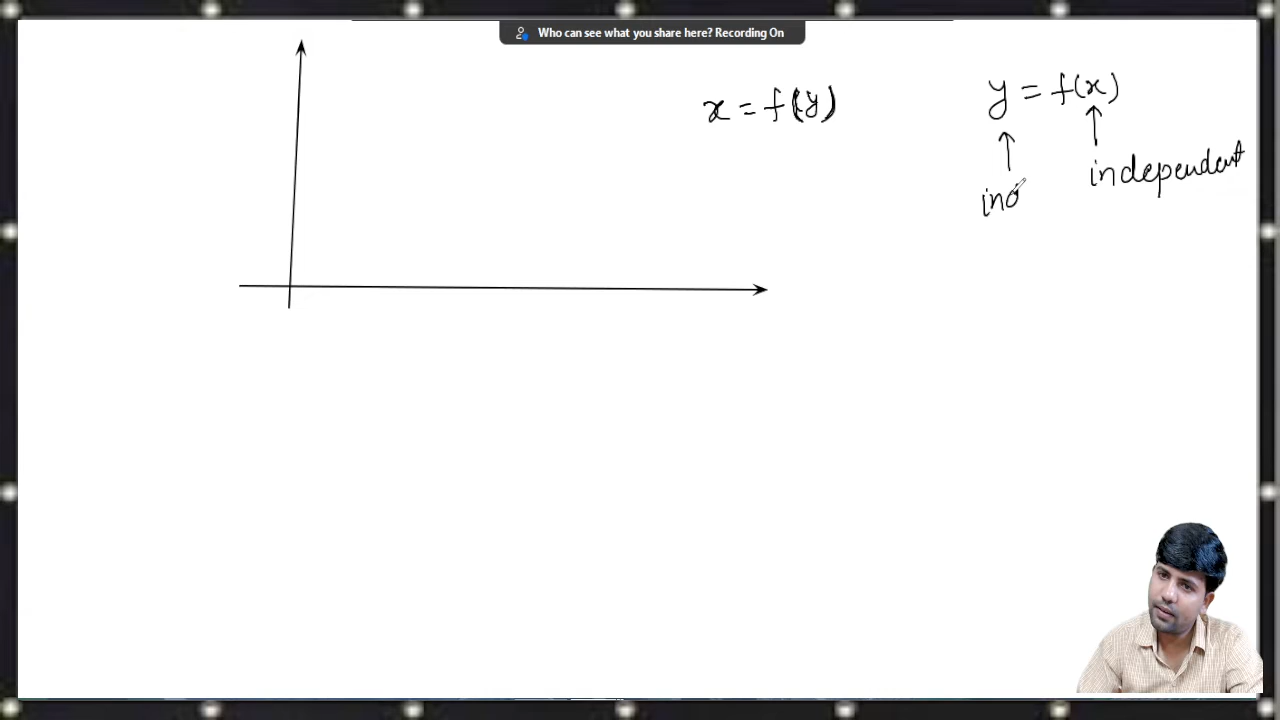 Who can see what you share here? Recording On
x = f(y)
y = f(x)
independent
ind